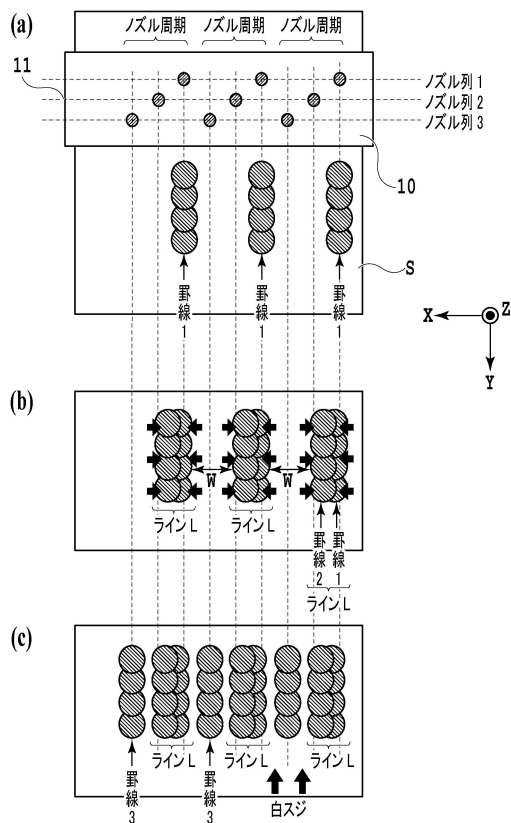 (a)
ノズル周期 ノズル周期 ノズル周期
11
ノズル列 1
ノズル列 2
ノズル列 3
10
S
罫線1 罫線1 罫線1
X Z
Y
(b)
W W
ラインL ラインL
罫線2 罫線1
ラインL
(c)
ラインL ラインL ラインL
罫線3 罫線3
白スジ